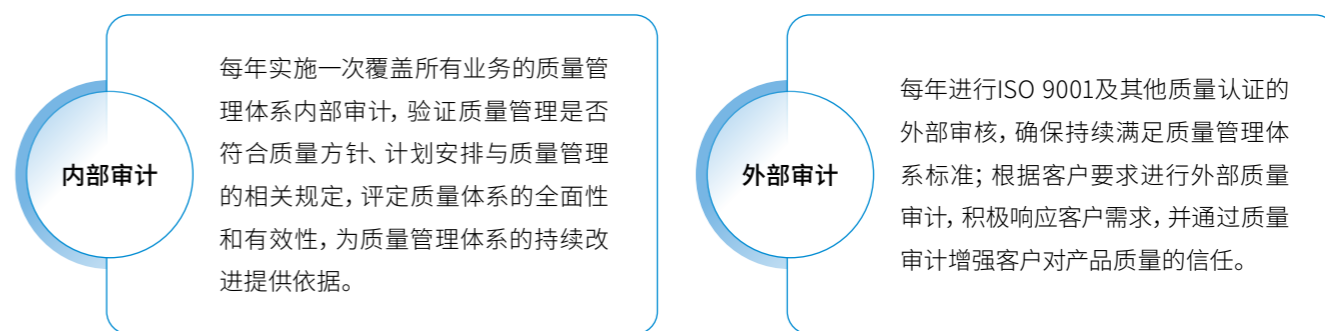 内部审计
每年实施一次覆盖所有业务的质量管
理体系内部审计，验证质量管理是否
符合质量方针、计划安排与质量管理
的相关规定，评定质量体系的全面性
和有效性，为质量管理体系的持续改
进提供依据。
外部审计
每年进行ISO 9001及其他质量认证的
外部审核，确保持续满足质量管理体
系标准；根据客户要求进行外部质量
审计，积极响应客户需求，并通过质量
审计增强客户对产品质量的信任。